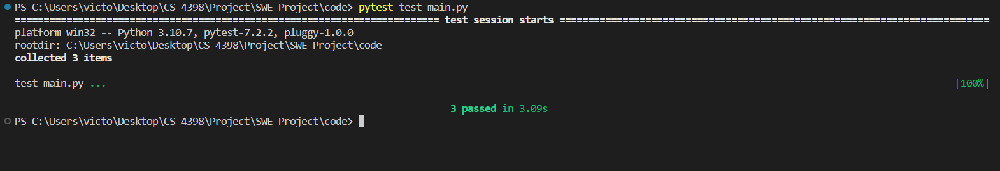 PS C:\Users\victo\Desktop\CS 4398\Project\SWE-Project\code> pytest test_main.py
========================================================================== test session starts ===========================================================================
platform win32 -- Python 3.10.7, pytest-7.2.2, pluggy-1.0.0
rootdir: C:\Users\victo\Desktop\CS 4398\Project\SWE-Project\code
collected 3 items
test_main.py ... [100%]
=========================================================================== 3 passed in 3.09s ============================================================================
PS C:\Users\victo\Desktop\CS 4398\Project\SWE-Project\code>